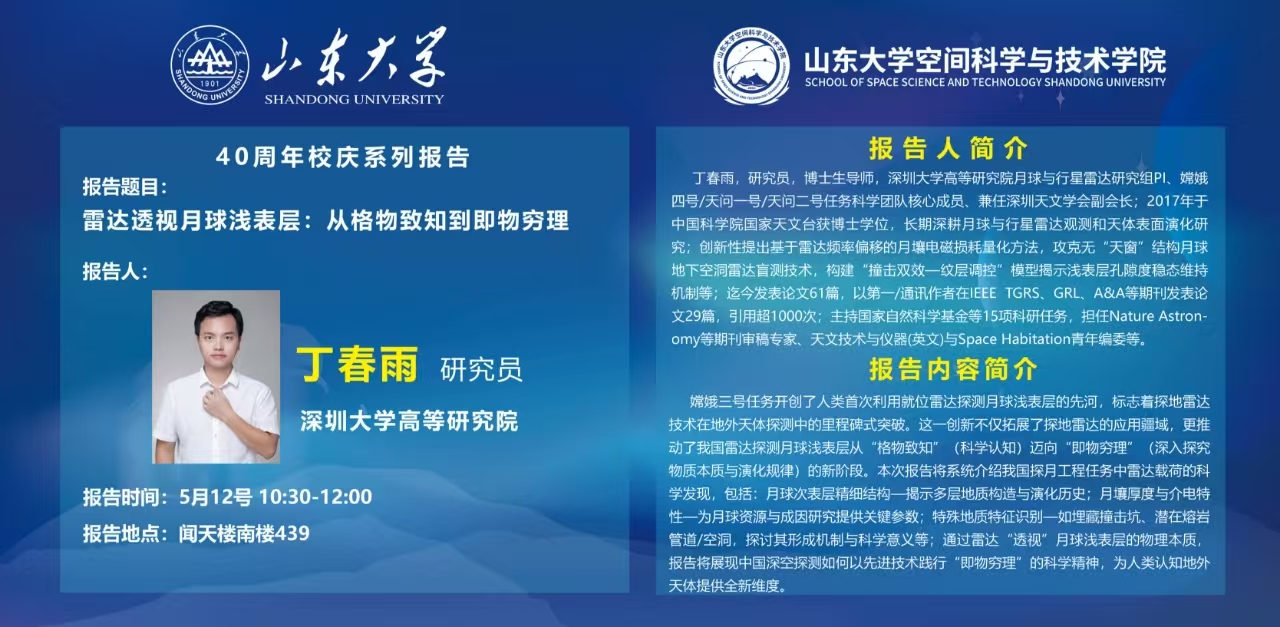 山东大学
SHANDONG UNIVERSITY
1901
SHANDONG UNIVERSITY
山东大学空间科学与技术学院
山东大学空间科学与技术学院
SCHOOL OF SPACE SCIENCE AND TECHNOLOGY SHANDONG UNIVERSITY
40周年校庆系列报告
报告题目：
雷达透视月球浅表层：从格物致知到即物穷理
报告人：
丁春雨 研究员
深圳大学高等研究院
报告时间：5月12号 10:30-12:00
报告地点：闻天楼南楼439
报告人简介
丁春雨，研究员，博士生导师，深圳大学高等研究院月球与行星雷达研究组PI、嫦娥
四号/天问一号/天问二号任务科学团队核心成员、兼任深圳天文学会副会长；2017年于
中国科学院国家天文台获博士学位，长期深耕月球与行星雷达观测和天体表面演化研
究；创新性提出基于雷达频率偏移的月壤电磁损耗量化方法，攻克无“天窗”结构月球
地下空洞雷达盲测技术，构建“撞击双效—纹层调控”模型揭示浅表层孔隙度稳态维持
机制等；迄今发表论文61篇，以第一/通讯作者在IEEE TGRS、GRL、A&A等期刊发表论
文29篇，引用超1000次；主持国家自然科学基金等15项科研任务，担任Nature Astron-
omy等期刊审稿专家、天文技术与仪器(英文)与Space Habitation青年编委等。
报告内容简介
嫦娥三号任务开创了人类首次利用就位雷达探测月球浅表层的先河，标志着探地雷达
技术在地外天体探测中的里程碑式突破。这一创新不仅拓展了探地雷达的应用疆域，更推
动了我国雷达探测月球浅表层从“格物致知”（科学认知）迈向“即物穷理”（深入探究
物质本质与演化规律）的新阶段。本次报告将系统介绍我国探月工程任务中雷达载荷的科
学发现，包括：月球次表层精细结构—揭示多层地质构造与演化历史；月壤厚度与介电特
性—为月球资源与成因研究提供关键参数；特殊地质特征识别—如埋藏撞击坑、潜在熔岩
管道/空洞，探讨其形成机制与科学意义等；通过雷达“透视”月球浅表层的物理本质，
报告将展现中国深空探测如何以先进技术践行“即物穷理”的科学精神，为人类认知地外
天体提供全新维度。